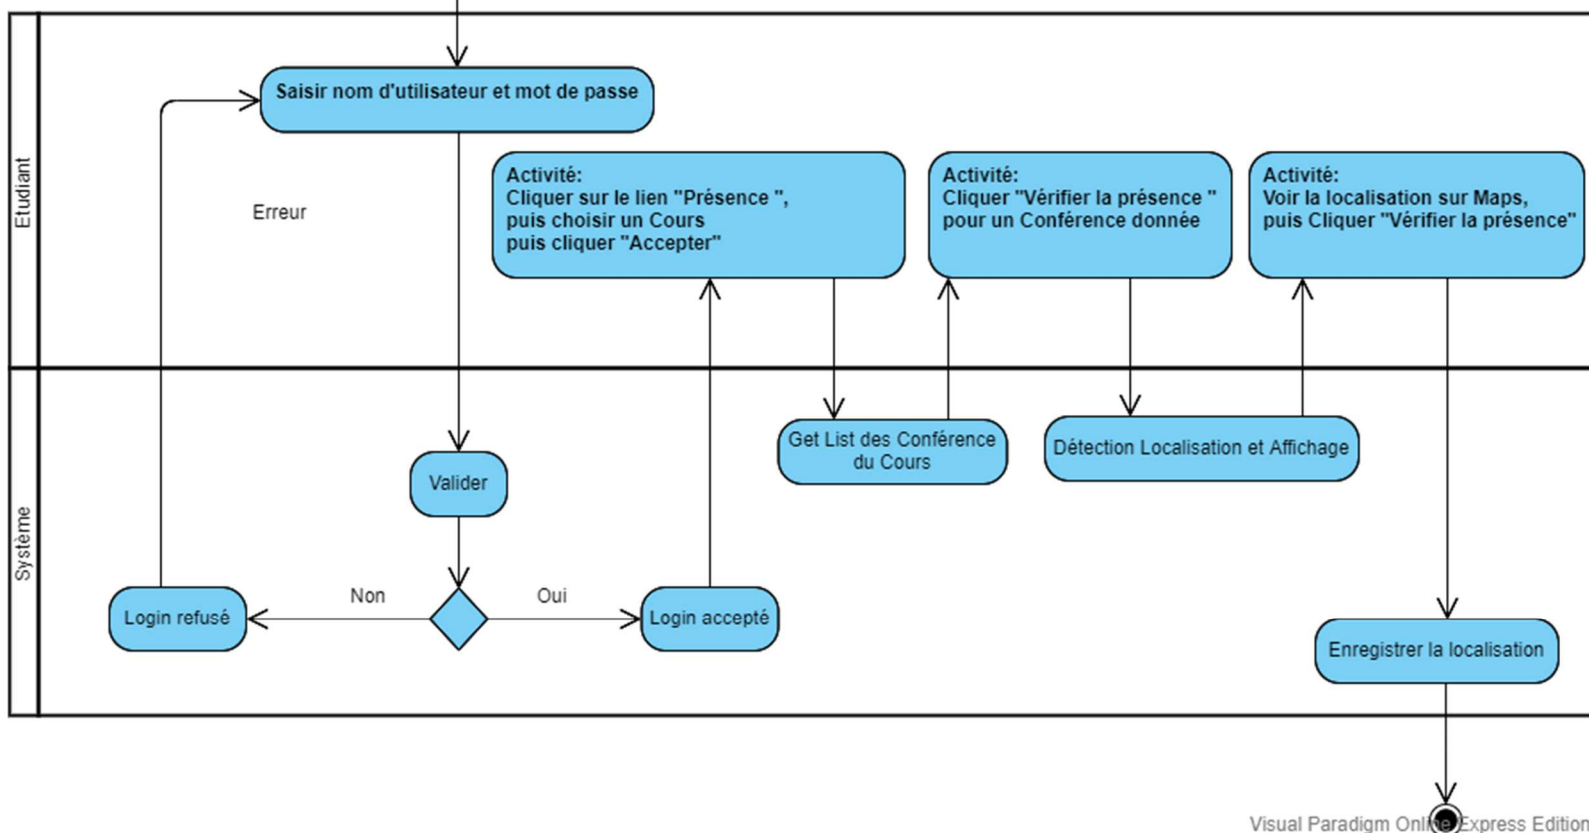 Etudiant
Saisir nom d'utilisateur et mot de passe
Erreur
Activité:
Cliquer sur le lien "Présence ",
puis choisir un Cours
puis cliquer "Accepter"
Activité:
Cliquer "Vérifier la présence "
pour un Conférence donnée
Activité:
Voir la localisation sur Maps,
puis Cliquer "Vérifier la présence"
Système
Get List des Conférence
du Cours
Détection Localisation et Affichage
Valider
Non
Oui
Login refusé
Login accepté
Enregistrer la localisation
Visual Paradigm Online Express Edition